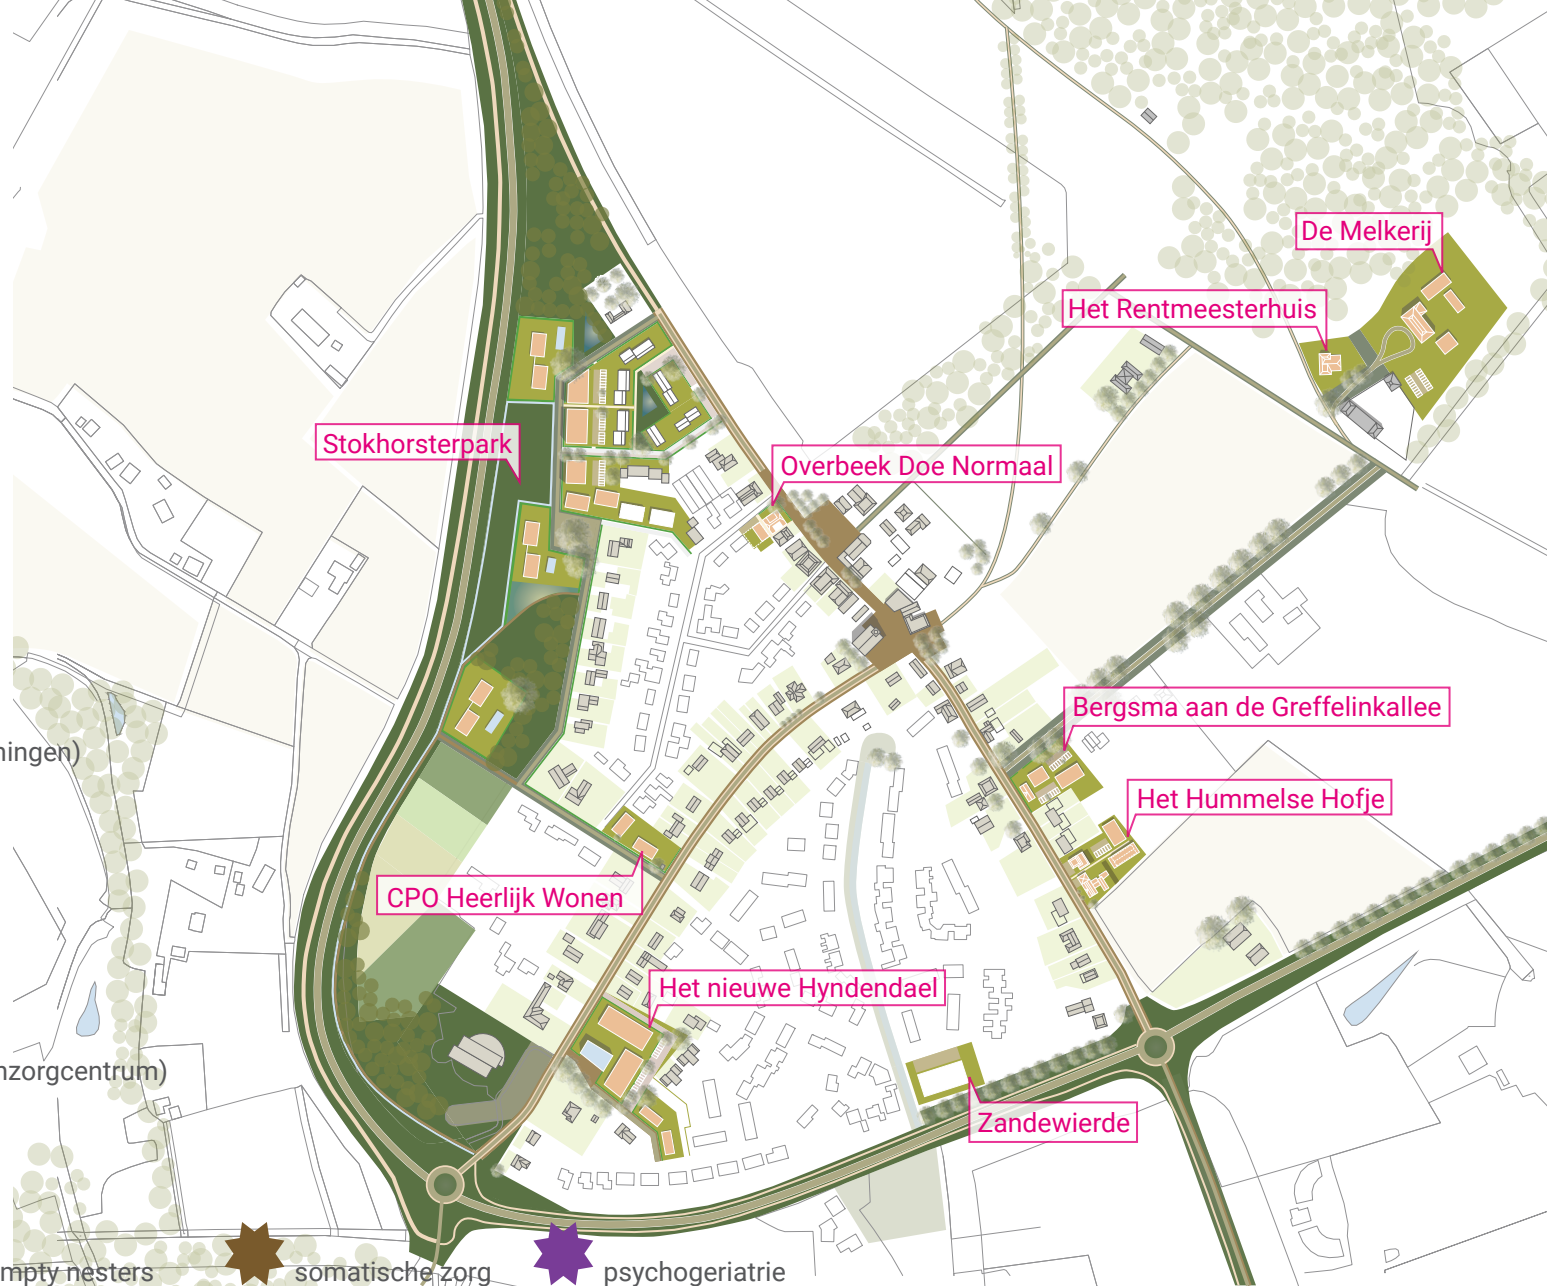 De Melkerij
Het Rentmeesterhuis
Stokhorsterpark
Overbeek Doe Normaal
Bergsma aan de Greffelinkallee
Het Hummelse Hofje
CPO Heerlijk Wonen
Het nieuwe Hyndendael
Zandewierde
ningen)
nzorgcentrum)
mpty nesters
somatische zorg
psychogeriatrie